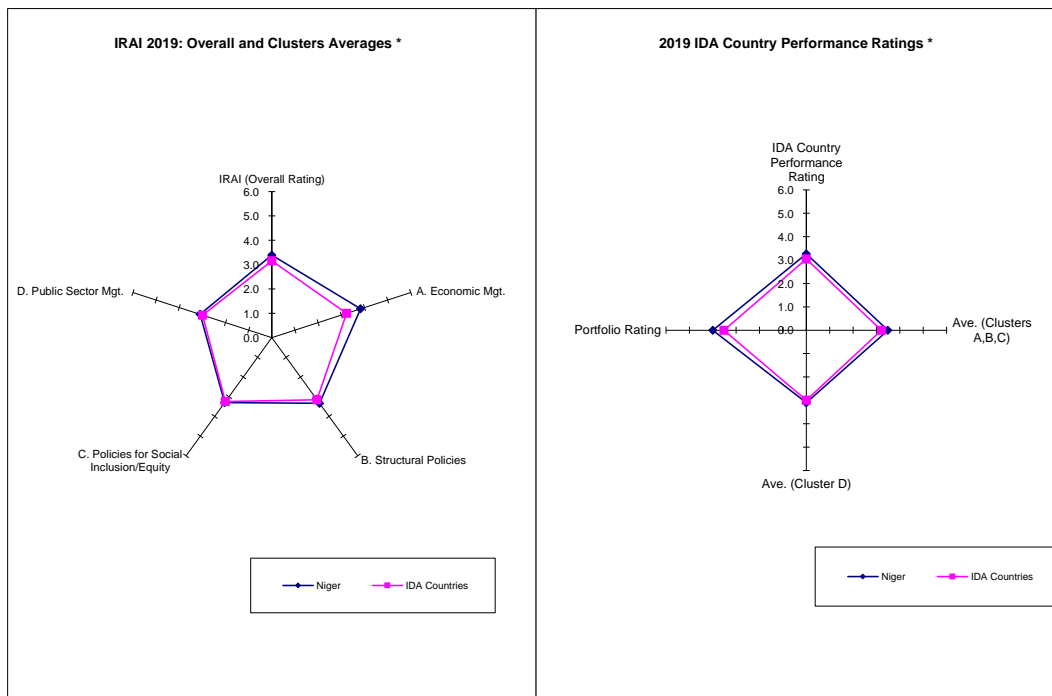 IRAI 2019: Overall and Clusters Averages *
IRAI (Overall Rating)
6.0
5.0
4.0
3.0
2.0
1.0
0.0
A. Economic Mgt.
B. Structural Policies
C. Policies for Social
Inclusion/Equity
D. Public Sector Mgt.
Niger
IDA Countries
2019 IDA Country Performance Ratings *
IDA Country
Performance
Rating
6.0
5.0
4.0
3.0
2.0
1.0
0.0
Ave. (Clusters
A,B,C)
Ave. (Cluster D)
Portfolio Rating
Niger
IDA Countries